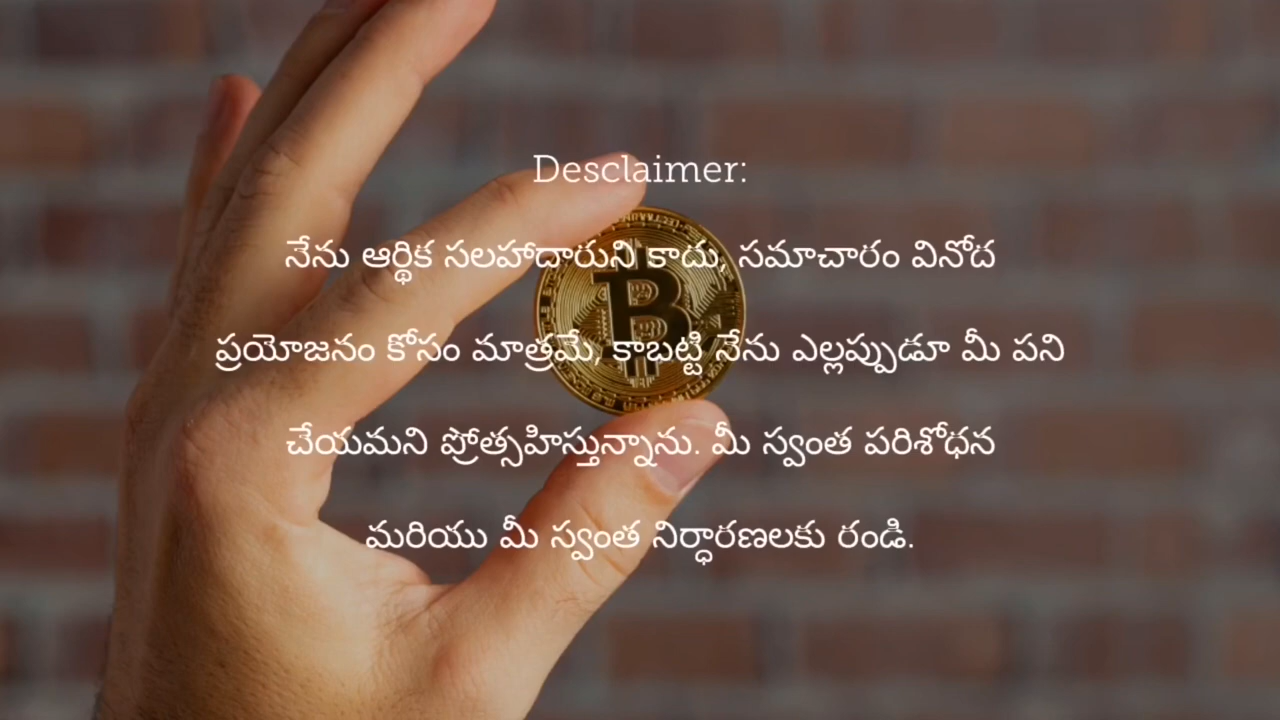 Desclaimer:
నేను ఆర్థిక సలహాదారుని కాదు, సమాచారం వినోద
ప్రయోజనం కోసం మాత్రమే, కాబట్టి నేను ఎల్లప్పుడూ మీ పని
చేయమని ప్రోత్సహిస్తున్నాను. మీ స్వంత పరిశోధన
మరియు మీ స్వంత నిర్ధారణలకు రండి.